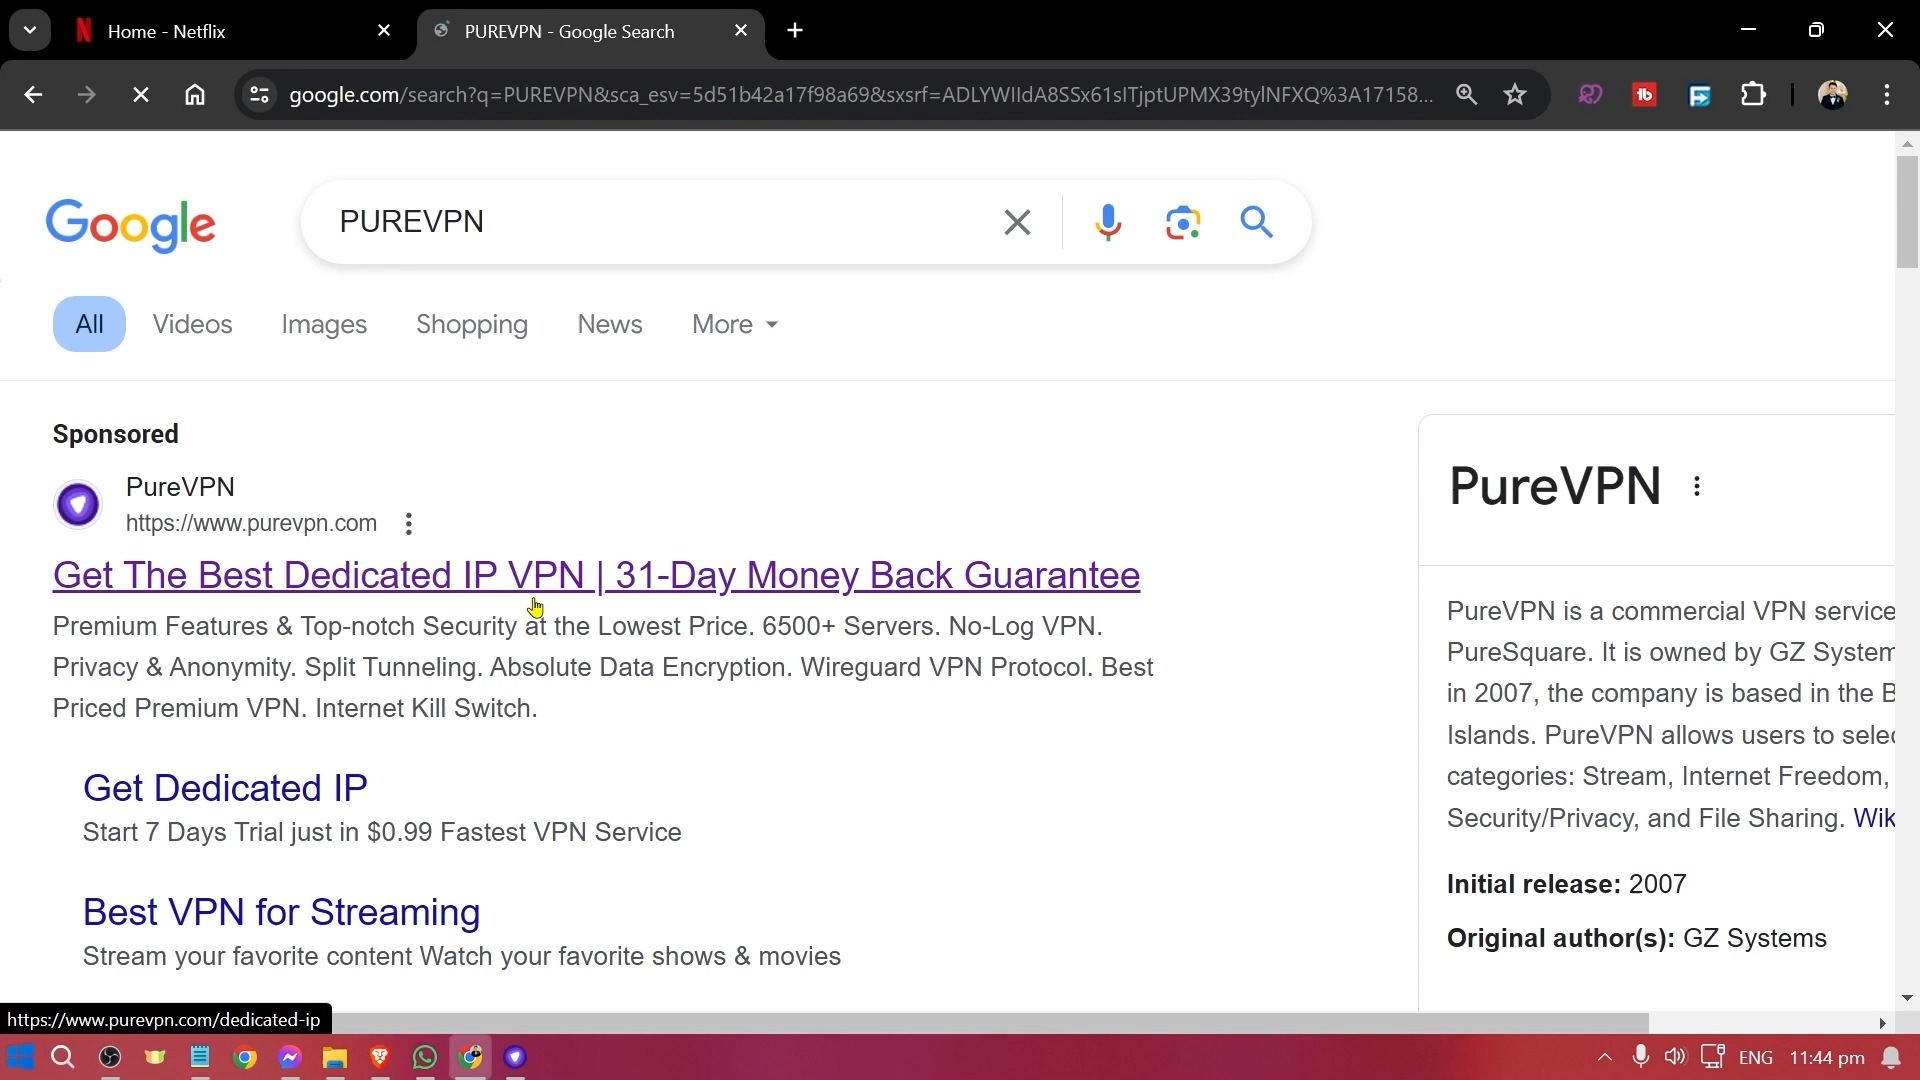 Home - Netflix
PUREVPN - Google Search
google.com/search?q=PUREVPN&sca_esv=5d51b42a17f98a69&sxsrf=ADLYWIIdA8SSx61sITjptUPMX39tylNFXQ%3A17158...
Google
PUREVPN
All Videos Images Shopping News More
Sponsored
PureVPN
https://www.purevpn.com
Get The Best Dedicated IP VPN | 31-Day Money Back Guarantee
Premium Features & Top-notch Security at the Lowest Price. 6500+ Servers. No-Log VPN.
Privacy & Anonymity. Split Tunneling. Absolute Data Encryption. Wireguard VPN Protocol. Best
Priced Premium VPN. Internet Kill Switch.
Get Dedicated IP
Start 7 Days Trial just in $0.99 Fastest VPN Service
Best VPN for Streaming
Stream your favorite content Watch your favorite shows & movies
PureVPN
PureVPN is a commercial VPN service
PureSquare. It is owned by GZ System
in 2007, the company is based in the B
Islands. PureVPN allows users to selec
categories: Stream, Internet Freedom,
Security/Privacy, and File Sharing. Wik
Initial release: 2007
Original author(s): GZ Systems
https://www.purevpn.com/dedicated-ip
ENG 11:44 pm